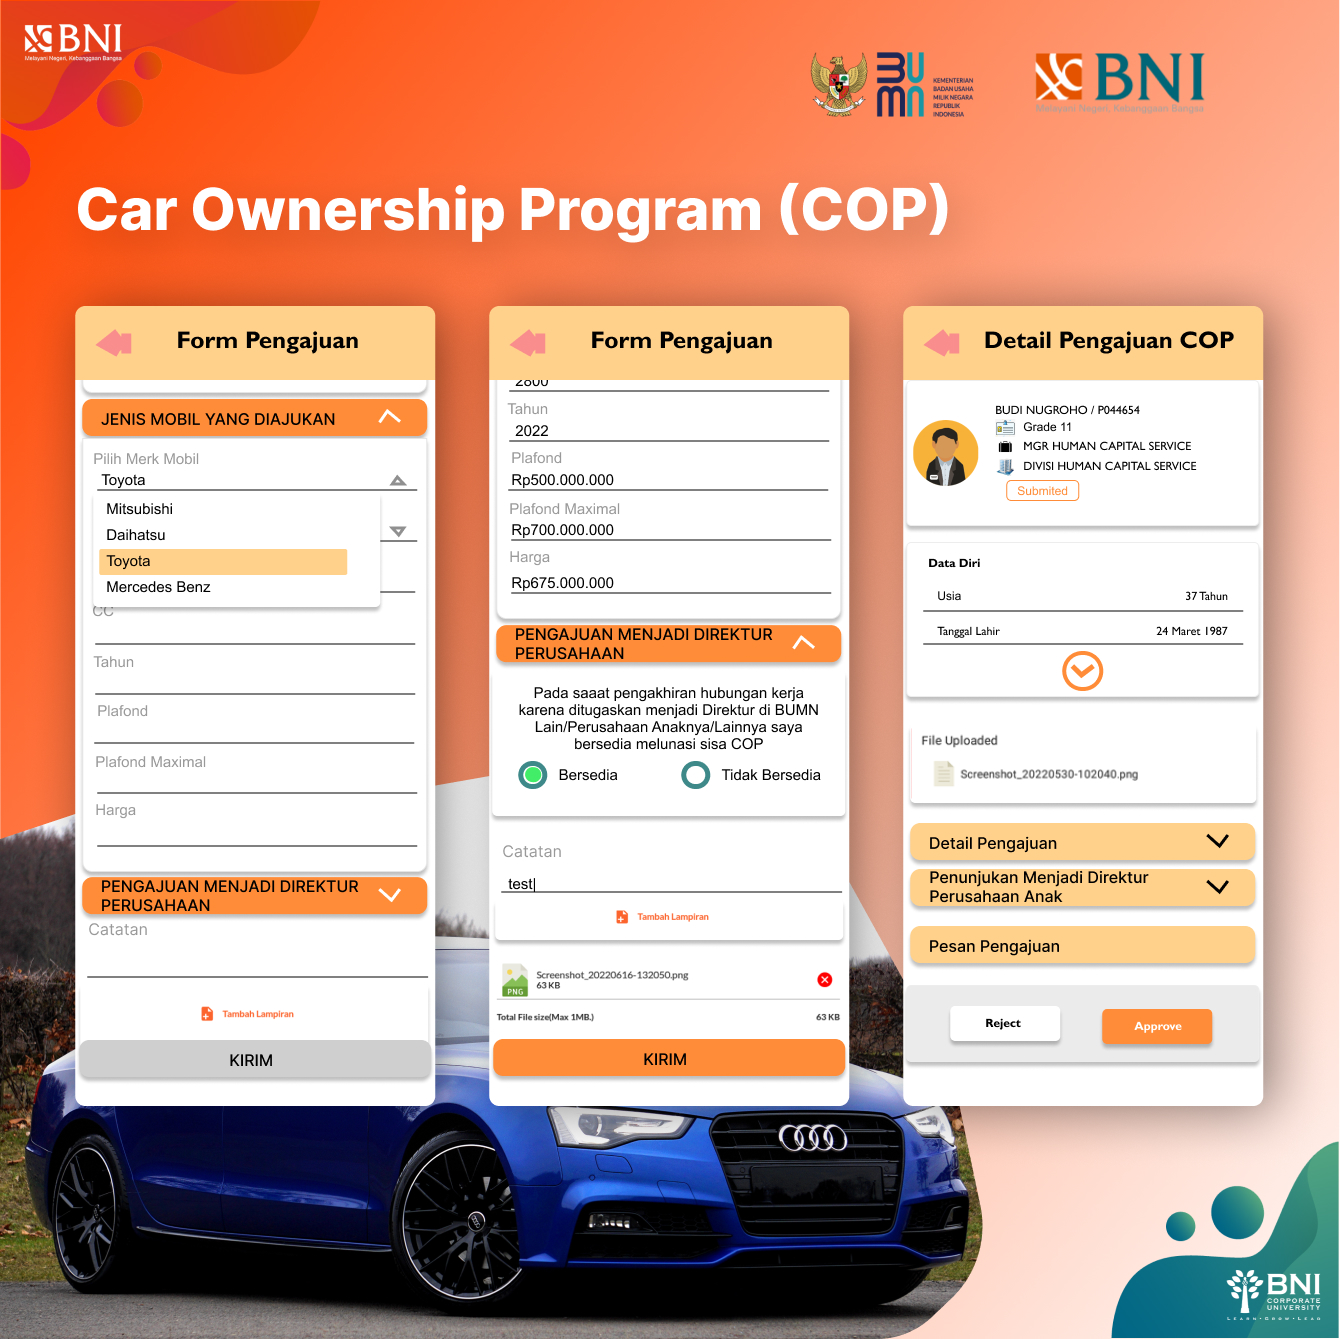 BNI
Melayani Negeri, Kebanggaan Bangsa
BUMN
KEMENTERIAN
BADAN USAHA
MILIK NEGARA
REPUBLIK
INDONESIA
BNI
Melayani Negeri, Kebanggaan Bangsa
Car Ownership Program (COP)
Form Pengajuan
JENIS MOBIL YANG DIAJUKAN
Pilih Merk Mobil
Toyota
Mitsubishi
Daihatsu
Toyota
Mercedes Benz
CC
Tahun
Plafond
Plafond Maximal
Harga
PENGAJUAN MENJADI DIREKTUR
PERUSAHAAN
Catatan
Tambah Lampiran
KIRIM
Form Pengajuan
2800
Tahun
2022
Plafond
Rp500.000.000
Plafond Maximal
Rp700.000.000
Harga
Rp675.000.000
PENGAJUAN MENJADI DIREKTUR
PERUSAHAAN
Pada saaat pengakhiran hubungan kerja
karena ditugaskan menjadi Direktur di BUMN
Lain/Perusahaan Anaknya/Lainnya saya
bersedia melunasi sisa COP
Bersedia
Tidak Bersedia
Catatan
test
Tambah Lampiran
PNG
Screenshot_20220616-132050.png
63 KB
Total File size(Max 1MB.)
63 KB
KIRIM
Detail Pengajuan COP
BUDI NUGROHO / P044654
Grade 11
MGR HUMAN CAPITAL SERVICE
DIVISI HUMAN CAPITAL SERVICE
Submited
Data Diri
Usia
37 Tahun
Tanggal Lahir
24 Maret 1987
File Uploaded
Screenshot_20220530-102040.png
Detail Pengajuan
Penunjukan Menjadi Direktur
Perusahaan Anak
Pesan Pengajuan
Reject
Approve
BNI
CORPORATE
UNIVERSITY
LEARN•GROW•LEAD